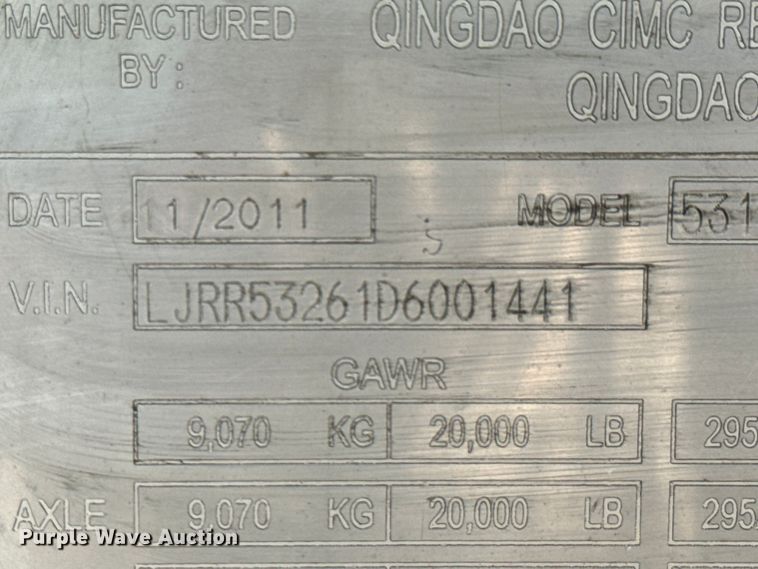 MANUFACTURED QINGDAO CIMC
BY: QINGDAO
DATE 11/2011 MODEL 531
V.I.N. LJRR53261D6001441
GAWR
9,070 KG 20,000 LB 295
AXLE 9,070 KG 20,000 LB 295
Purple Wave Auction